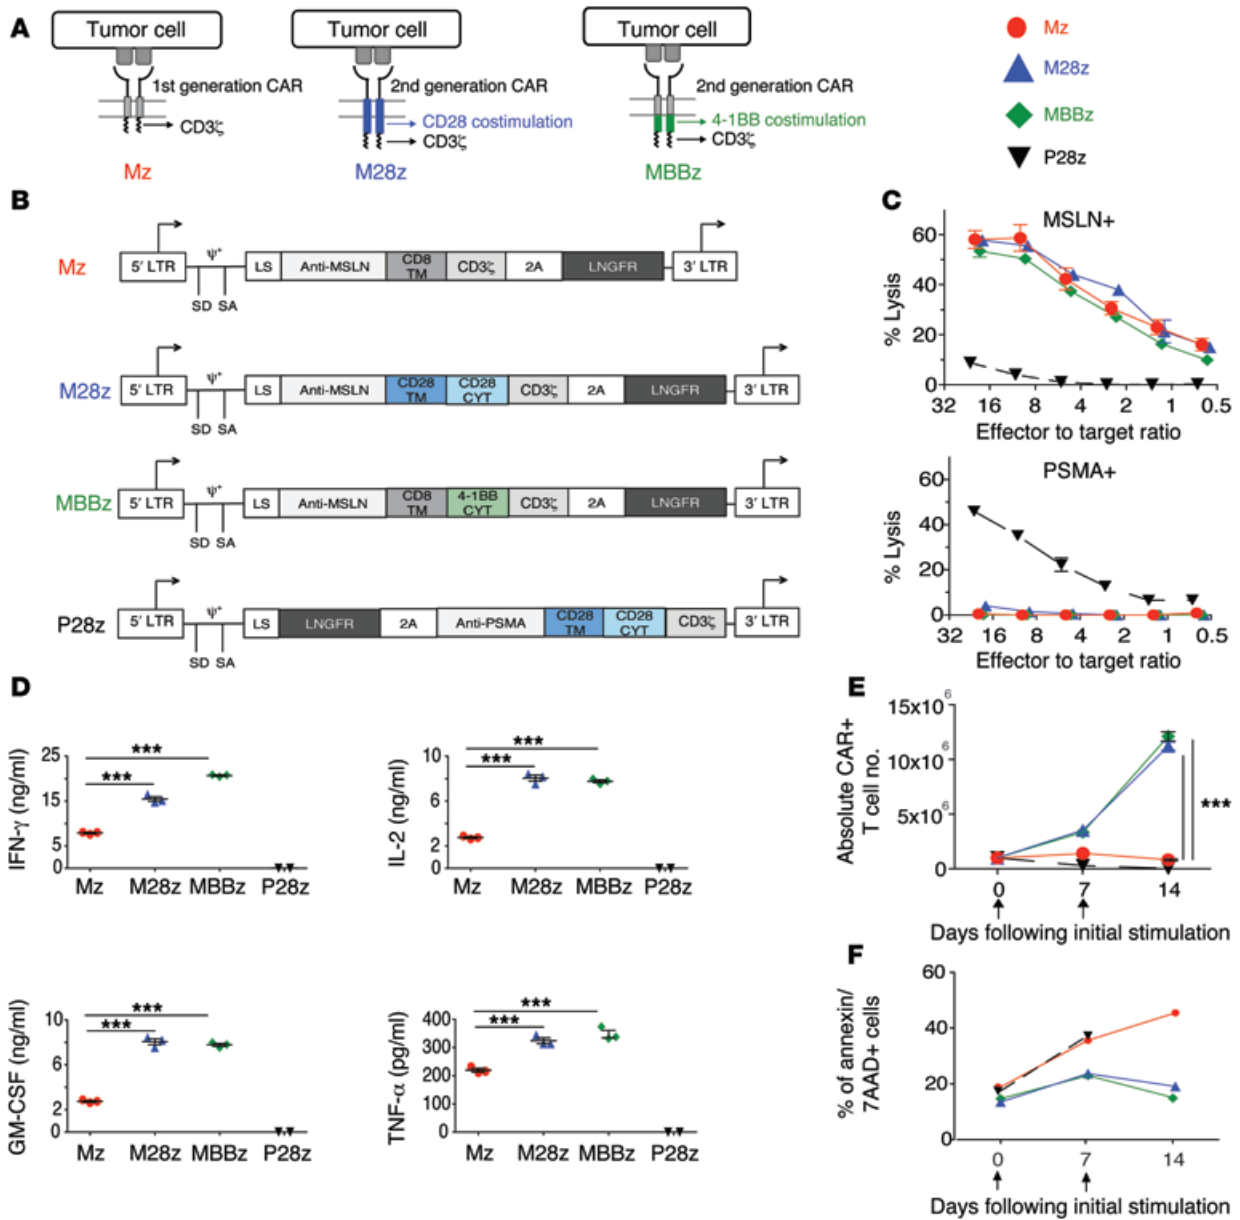 A
Tumor cell
1st generation CAR
CD3ζ
Mz
Tumor cell
2nd generation CAR
CD28 costimulation
CD3ζ
M28z
Tumor cell
2nd generation CAR
4-1BB costimulation
CD3ζ
MBBz
Mz
M28z
MBBz
P28z
B
Mz
5' LTR
ψ⁺
SD SA
LS
Anti-MSLN
CD8
TM
CD3ζ
2A
LNGFR
3' LTR
M28z
5' LTR
ψ⁺
SD SA
LS
Anti-MSLN
CD28
TM
CD28
CYT
CD3ζ
2A
LNGFR
3' LTR
MBBz
5' LTR
ψ⁺
SD SA
LS
Anti-MSLN
CD8
TM
4-1BB
CYT
CD3ζ
2A
LNGFR
3' LTR
P28z
5' LTR
ψ⁺
SD SA
LS
LNGFR
2A
Anti-PSMA
CD28
TM
CD28
CYT
CD3ζ
3' LTR
C
MSLN+
% Lysis
60
40
20
0
32 16 8 4 2 1 0.5
Effector to target ratio
PSMA+
% Lysis
60
40
20
0
32 16 8 4 2 1 0.5
Effector to target ratio
D
IFN-γ (ng/ml)
25
15
5
0
***
***
Mz M28z MBBz P28z
IL-2 (ng/ml)
10
6
2
0
***
***
Mz M28z MBBz P28z
GM-CSF (ng/ml)
10
6
2
0
***
***
Mz M28z MBBz P28z
TNF-α (pg/ml)
400
300
200
100
0
***
***
Mz M28z MBBz P28z
E
Absolute CAR+
T cell no.
15x10⁶
10x10⁶
5x10⁶
0
***
0 7 14
Days following initial stimulation
F
% of annexin/
7AAD+ cells
60
40
20
0
0 7 14
Days following initial stimulation